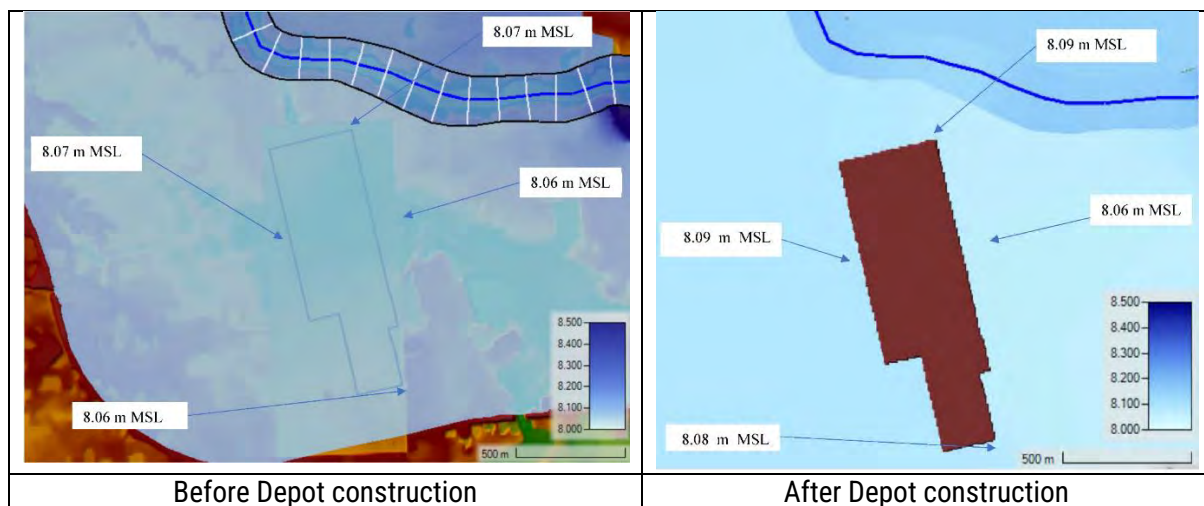 8.07 m MSL
8.07 m MSL
8.06 m MSL
8.06 m MSL
8.500
8.400
8.300
8.200
8.100
8.000
500 m
Before Depot construction
8.09 m MSL
8.06 m MSL
8.09 m MSL
8.08 m MSL
8.500
8.400
8.300
8.200
8.100
8.000
500 m
After Depot construction